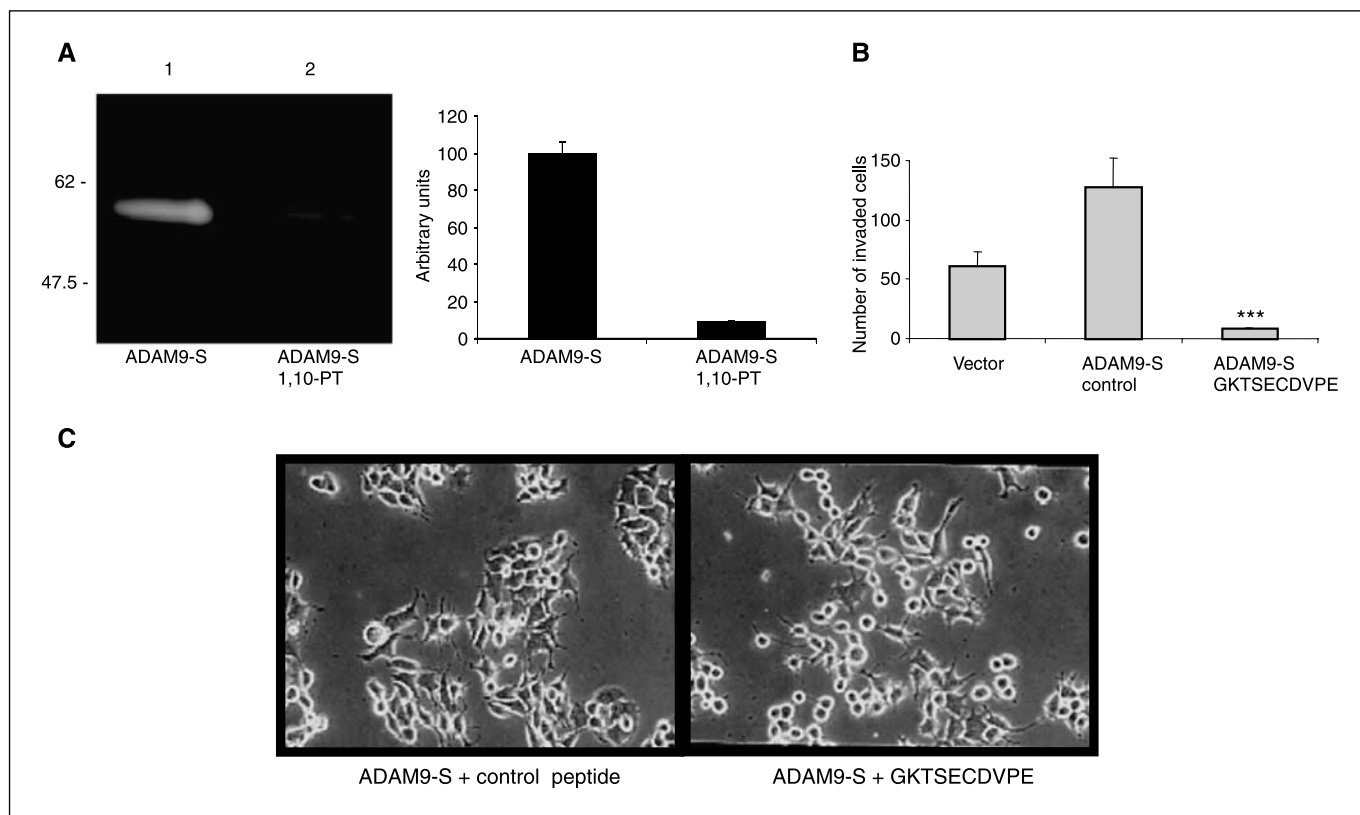 A
1 2
62 -
47.5 -
ADAM9-S
ADAM9-S
1,10-PT
Arbitrary units
120
100
80
60
40
20
0
ADAM9-S
ADAM9-S
1,10-PT
B
Number of invaded cells
150
100
50
0
***
Vector
ADAM9-S
control
ADAM9-S
GKTSECDVPE
C
ADAM9-S + control peptide
ADAM9-S + GKTSECDVPE